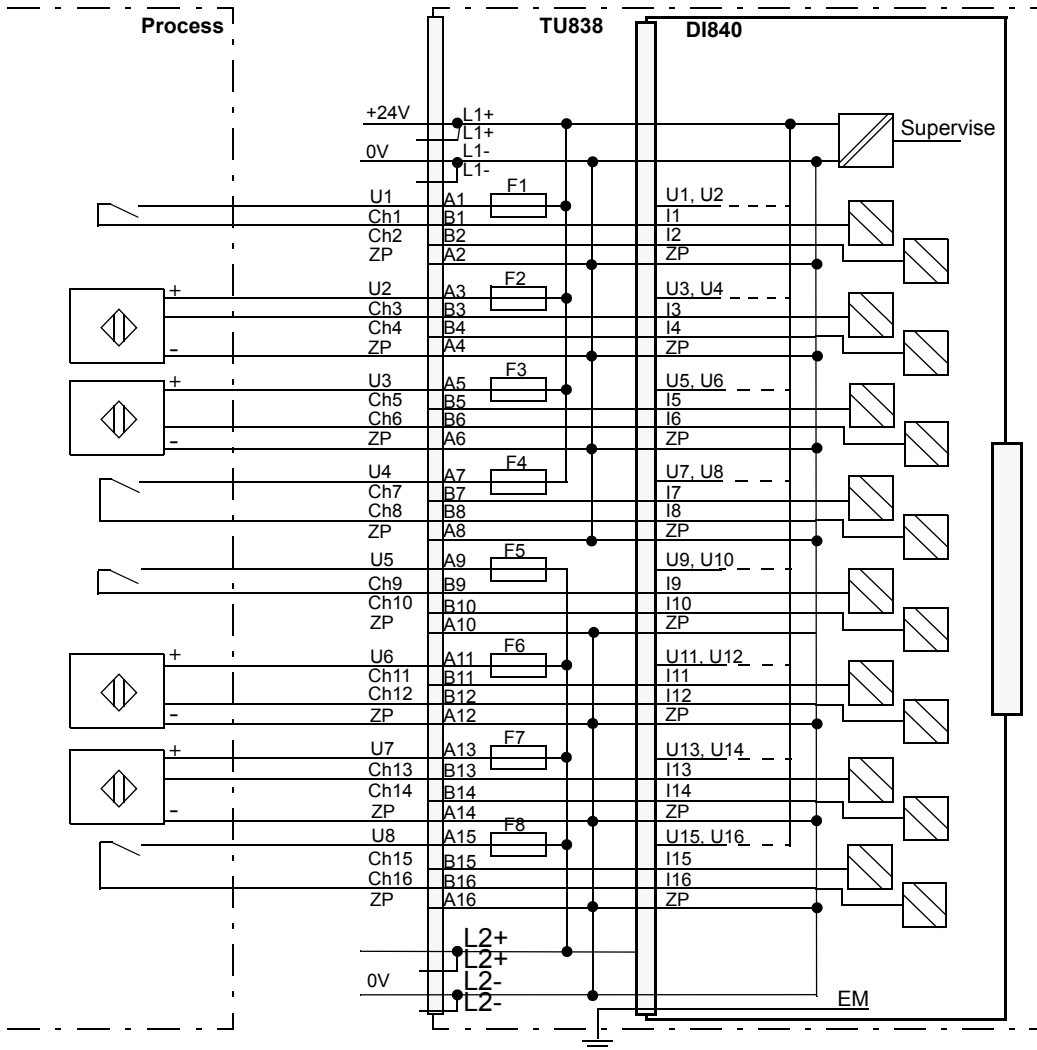 Process TU838 DI840
+24V L1+
L1+ Supervise
0V L1-
L1-
F1
U1 A1 U1, U2
Ch1 B1 I1
Ch2 B2 I2
ZP A2 ZP
F2
+ U2 A3 U3, U4
Ch3 B3 I3
Ch4 B4 I4
- ZP A4 ZP
F3
+ U3 A5 U5, U6
Ch5 B5 I5
Ch6 B6 I6
- ZP A6 ZP
F4
U4 A7 U7, U8
Ch7 B7 I7
Ch8 B8 I8
ZP A8 ZP
F5
U5 A9 U9, U10
Ch9 B9 I9
Ch10 B10 I10
ZP A10 ZP
F6
+ U6 A11 U11, U12
Ch11 B11 I11
Ch12 B12 I12
- ZP A12 ZP
F7
+ U7 A13 U13, U14
Ch13 B13 I13
Ch14 B14 I14
- ZP A14 ZP
F8
U8 A15 U15, U16
Ch15 B15 I15
Ch16 B16 I16
ZP A16 ZP
L2+
L2+
0V L2-
L2- EM